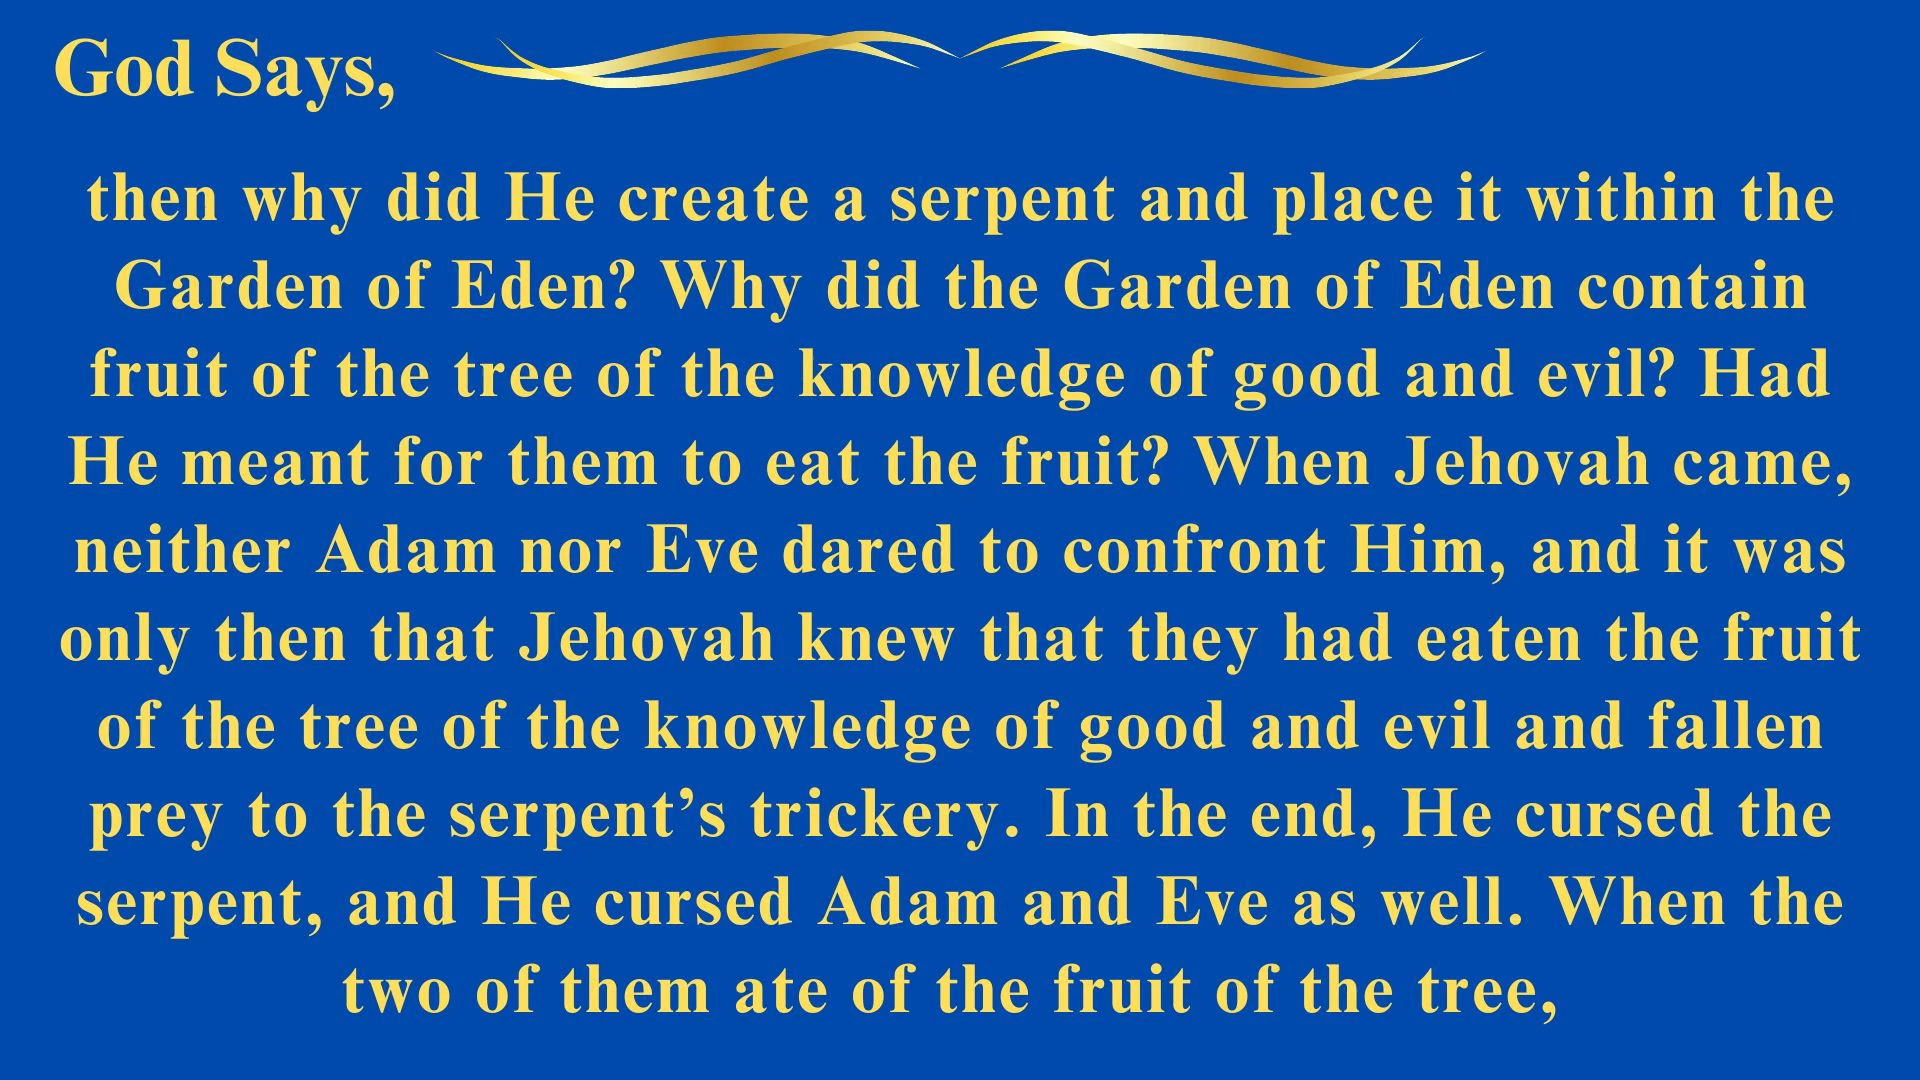 God Says,
then why did He create a serpent and place it within the
Garden of Eden? Why did the Garden of Eden contain
fruit of the tree of the knowledge of good and evil? Had
He meant for them to eat the fruit? When Jehovah came,
neither Adam nor Eve dared to confront Him, and it was
only then that Jehovah knew that they had eaten the fruit
of the tree of the knowledge of good and evil and fallen
prey to the serpent’s trickery. In the end, He cursed the
serpent, and He cursed Adam and Eve as well. When the
two of them ate of the fruit of the tree,